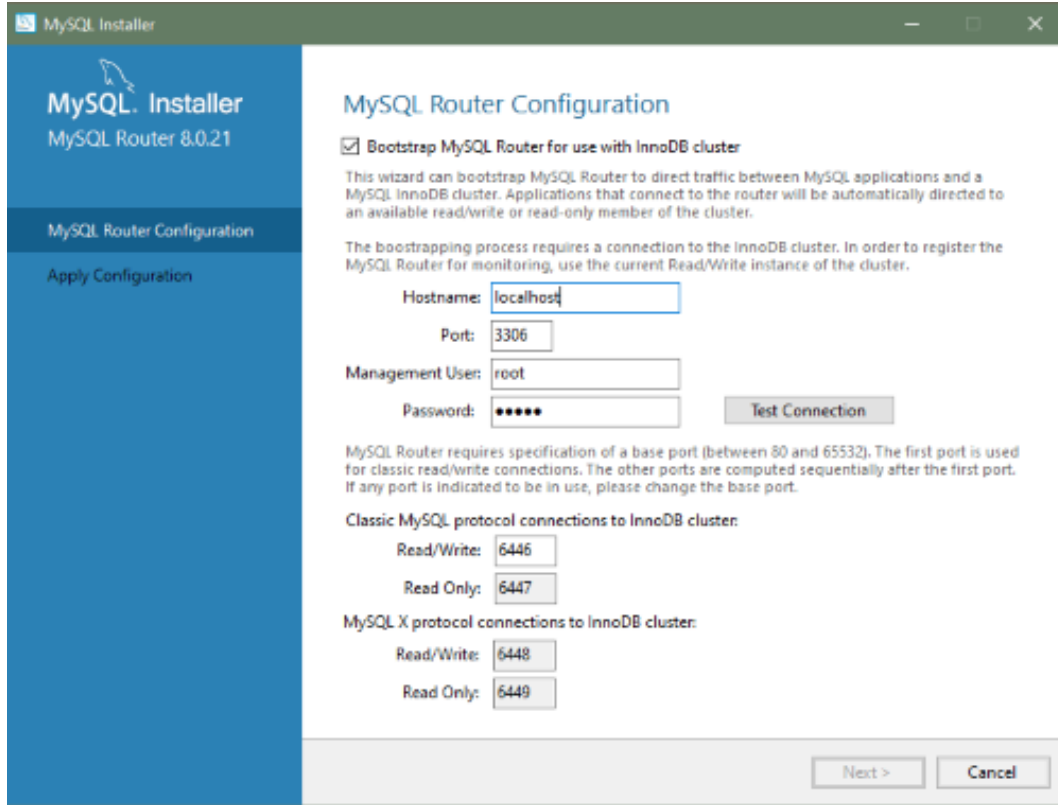 MySQL Installer
MySQL. Installer
MySQL Router 8.0.21
MySQL Router Configuration
Apply Configuration
MySQL Router Configuration
Bootstrap MySQL Router for use with InnoDB cluster
This wizard can bootstrap MySQL Router to direct traffic between MySQL applications and a
MySQL InnoDB cluster. Applications that connect to the router will be automatically directed to
an available read/write or read-only member of the cluster.
The boostrapping process requires a connection to the InnoDB cluster. In order to register the
MySQL Router for monitoring, use the current Read/Write instance of the cluster.
Hostname: localhost
Port: 3306
Management User: root
Password: •••••
Test Connection
MySQL Router requires specification of a base port (between 80 and 65532). The first port is used
for classic read/write connections. The other ports are computed sequentially after the first port.
If any port is indicated to be in use, please change the base port.
Classic MySQL protocol connections to InnoDB cluster:
Read/Write: 6446
Read Only: 6447
MySQL X protocol connections to InnoDB cluster:
Read/Write: 6448
Read Only: 6449
Next >
Cancel